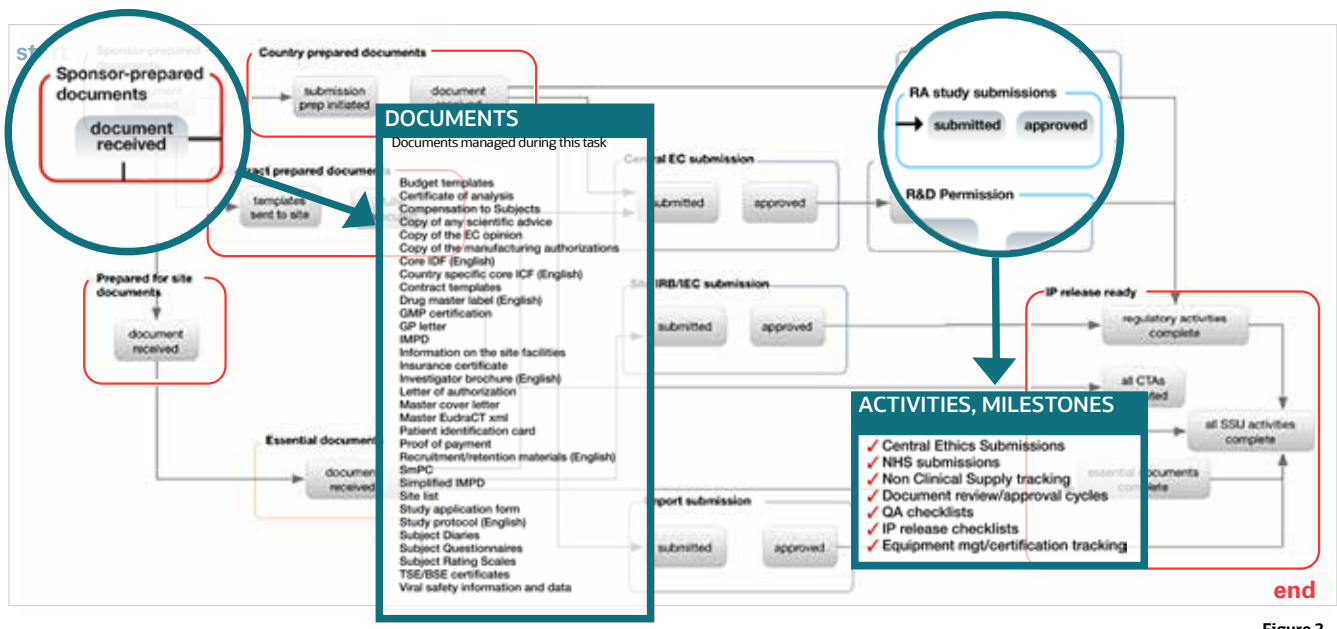 start
Sponsor-prepared
documents
document
received
Sponsor-prepared
documents
document
received
Country prepared documents
submission
prep initiated
document
prepared documents
templates
sent to site
Prepared for site
documents
document
received
Essential document
document
received
DOCUMENTS
Documents managed during this task
Budget templates
Certificate of analysis
Compensation to Subjects
Copy of any scientific advice
Copy of the EC opinion
Copy of the manufacturing authorizations
Core IDF (English)
Country specific core ICF (English)
Contract templates
Drug master label (English)
GMP certification
GP letter
IMPD
Information on the site facilities
Insurance certificate
Investigator brochure (English)
Letter of authorization
Master cover letter
Master EudraCT xml
Patient identification card
Proof of payment
Recruitment/retention materials (English)
SmPC
Simplified IMPD
Site list
Study application form
Study protocol (English)
Subject Diaries
Subject Questionnaires
Subject Rating Scales
TSE/BSE certificates
Viral safety information and data
Central EC submission
submitted
approved
IRB/IEC submission
submitted
approved
submission
submitted
approved
RA study submissions
submitted
approved
R&D Permission
IP release ready
regulatory activities
complete
all CTAs
all SSU activities
complete
essential documents
complete
ACTIVITIES, MILESTONES
✓ Central Ethics Submissions
✓ NHS submissions
✓ Non Clinical Supply tracking
✓ Document review/approval cycles
✓ QA checklists
✓ IP release checklists
✓ Equipment mgt/certification tracking
end
Figure 2